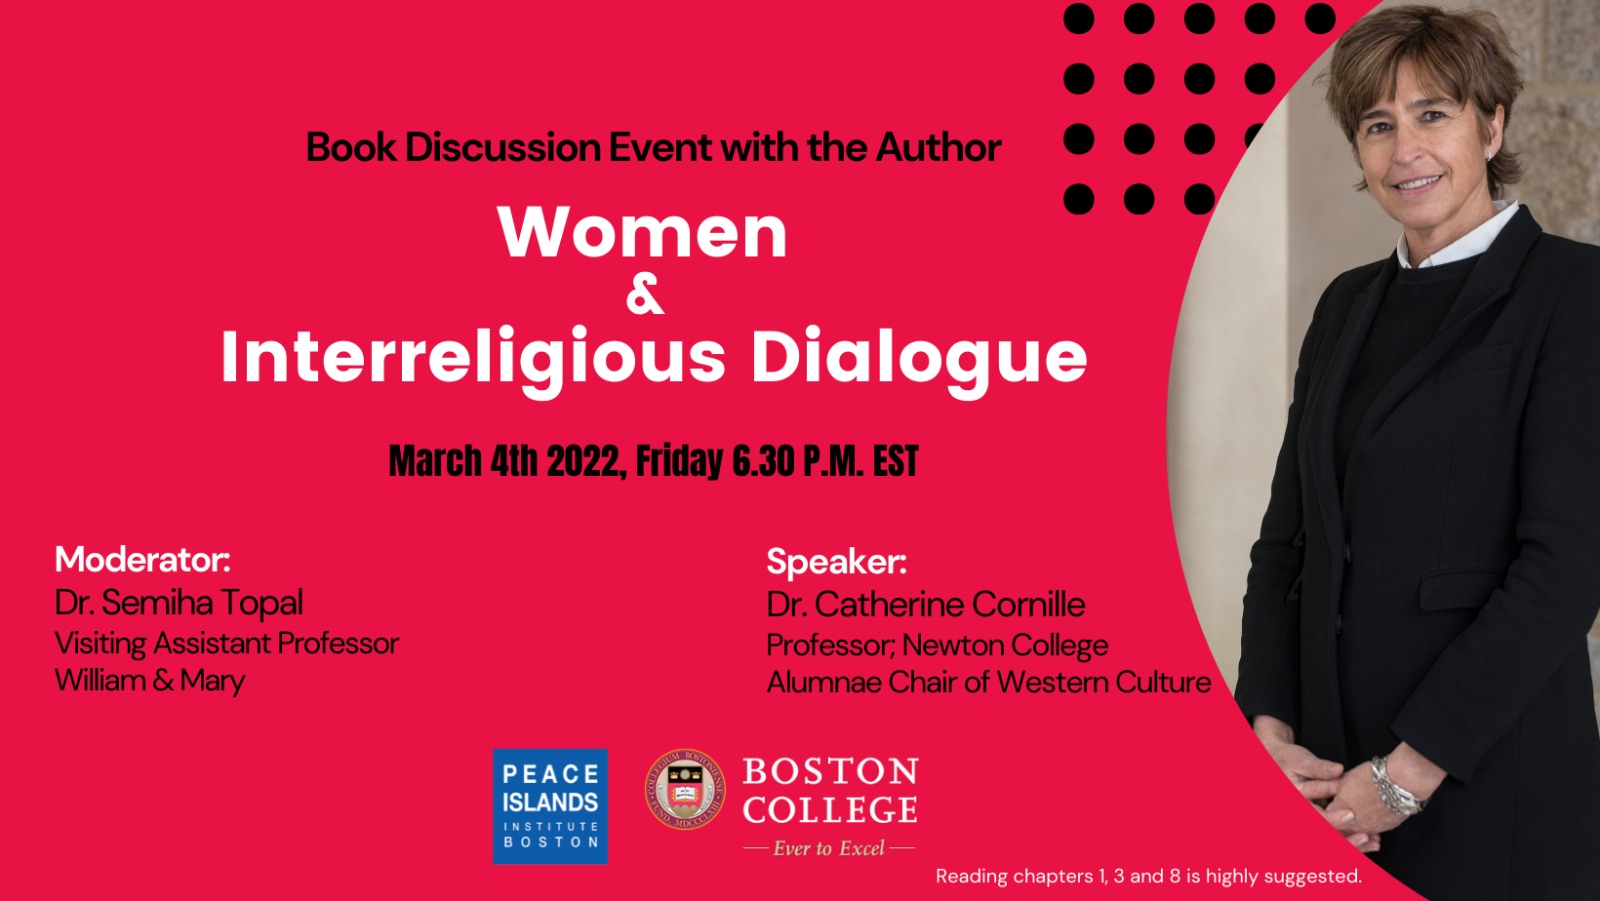 Book Discussion Event with the Author
Women
&
Interreligious Dialogue
March 4th 2022, Friday 6.30 P.M. EST
Moderator:
Dr. Semiha Topal
Visiting Assistant Professor
William & Mary
Speaker:
Dr. Catherine Cornille
Professor; Newton College
Alumnae Chair of Western Culture
PEACE
ISLANDS
INSTITUTE
BOSTON
BOSTON
COLLEGE
Ever to Excel
Reading chapters 1, 3 and 8 is highly suggested.